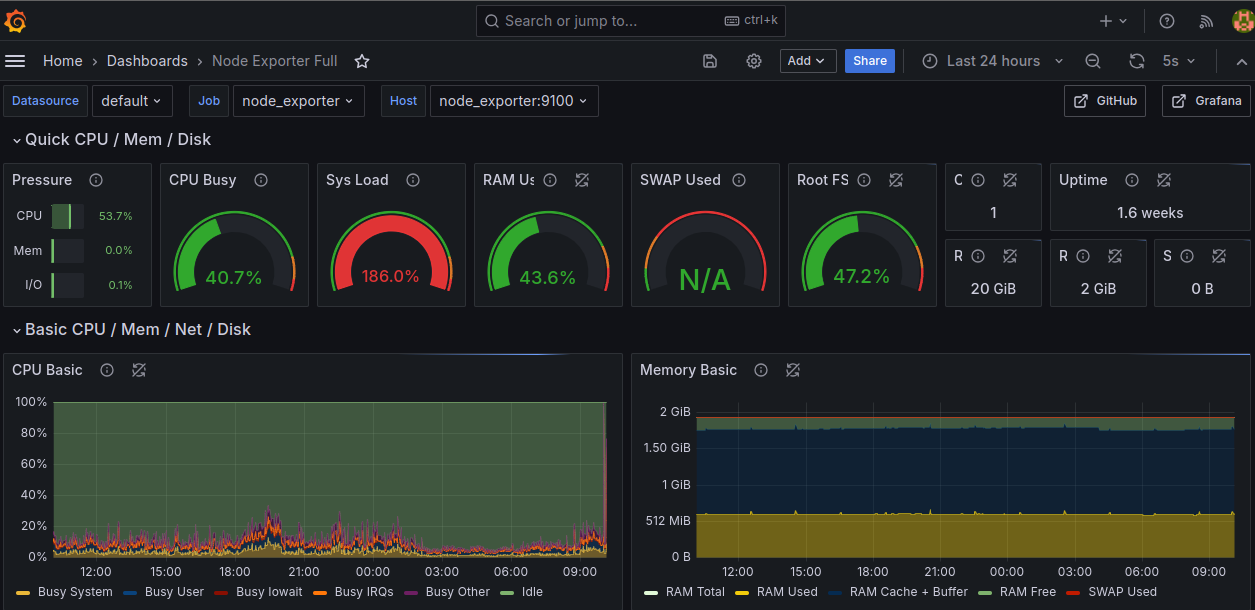 Search or jump to... ctrl+k
Home › Dashboards › Node Exporter Full Add Share Last 24 hours 5s
Datasource default Job node_exporter Host node_exporter:9100 GitHub Grafana
Quick CPU / Mem / Disk
Pressure CPU Busy Sys Load RAM Us SWAP Used Root FS C Uptime
CPU 53.7%
Mem 0.0%
I/O 0.1%
40.7%
186.0%
43.6%
N/A
47.2%
1
1.6 weeks
R R S
20 GiB 2 GiB 0 B
Basic CPU / Mem / Net / Disk
CPU Basic
100%
80%
60%
40%
20%
0%
12:00 15:00 18:00 21:00 00:00 03:00 06:00 09:00
Busy System Busy User Busy Iowait Busy IRQs Busy Other Idle
Memory Basic
2 GiB
1.50 GiB
1 GiB
512 MiB
0 B
12:00 15:00 18:00 21:00 00:00 03:00 06:00 09:00
RAM Total RAM Used RAM Cache + Buffer RAM Free SWAP Used